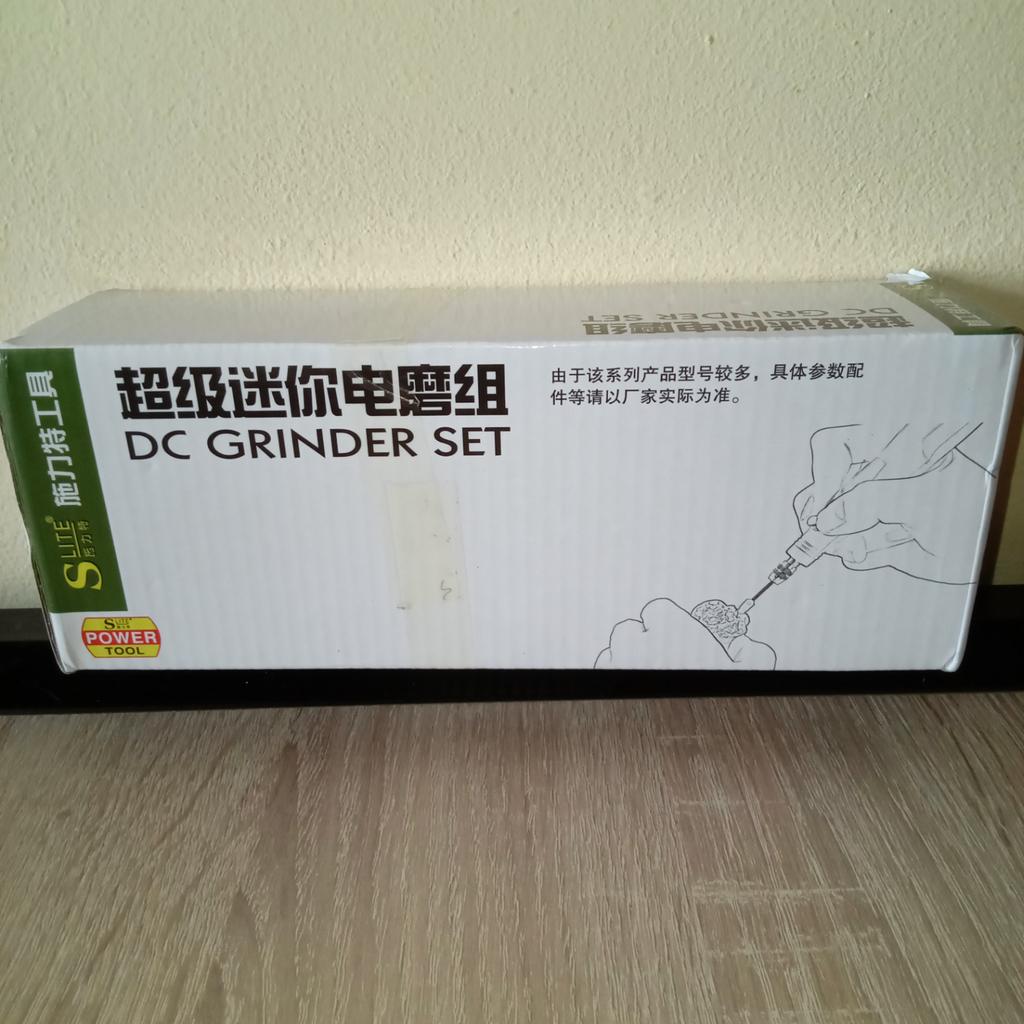 超级迷你电磨组
DC GRINDER SET
由于该系列产品型号较多，具体参数配
件等请以厂家实际为准。
施力特工具
SLITE®
施力特
SLITE
POWER
TOOL
超级迷你电磨组
DC GRINDER SET